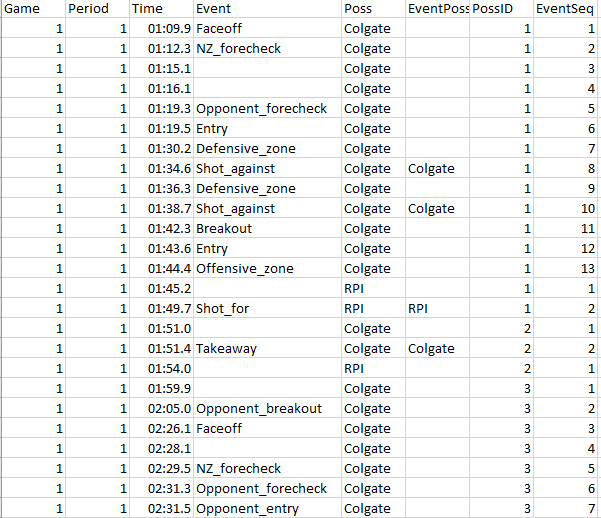 Game Period Time Event Poss EventPoss PossID EventSeq
1 1 01:09.9 Faceoff Colgate 1 1
1 1 01:12.3 NZ_forecheck Colgate 1 2
1 1 01:15.1 Colgate 1 3
1 1 01:16.1 Colgate 1 4
1 1 01:19.3 Opponent_forecheck Colgate 1 5
1 1 01:19.5 Entry Colgate 1 6
1 1 01:30.2 Defensive_zone Colgate 1 7
1 1 01:34.6 Shot_against Colgate Colgate 1 8
1 1 01:36.3 Defensive_zone Colgate 1 9
1 1 01:38.7 Shot_against Colgate Colgate 1 10
1 1 01:42.3 Breakout Colgate 1 11
1 1 01:43.6 Entry Colgate 1 12
1 1 01:44.4 Offensive_zone Colgate 1 13
1 1 01:45.2 RPI 1 1
1 1 01:49.7 Shot_for RPI RPI 1 2
1 1 01:51.0 Colgate 2 1
1 1 01:51.4 Takeaway Colgate Colgate 2 2
1 1 01:54.0 RPI 2 1
1 1 01:59.9 Colgate 3 1
1 1 02:05.0 Opponent_breakout Colgate 3 2
1 1 02:26.1 Faceoff Colgate 3 3
1 1 02:28.1 Colgate 3 4
1 1 02:29.5 NZ_forecheck Colgate 3 5
1 1 02:31.3 Opponent_forecheck Colgate 3 6
1 1 02:31.5 Opponent_entry Colgate 3 7